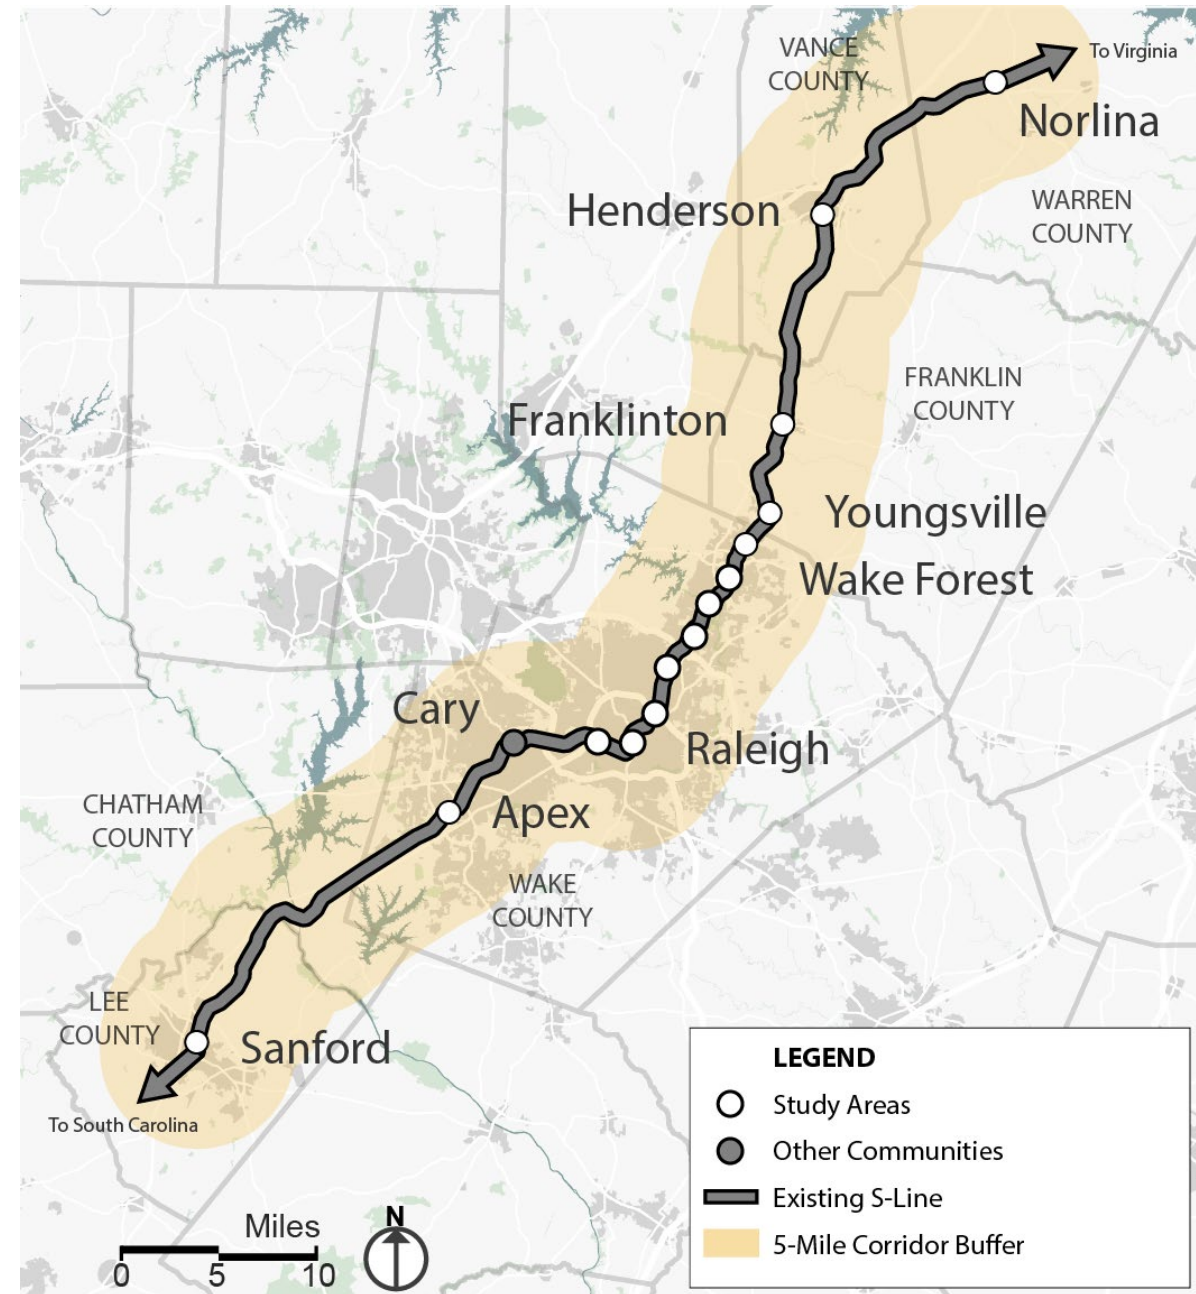 VANCE
COUNTY
To Virginia
Norlina
WARREN
COUNTY
Henderson
FRANKLIN
COUNTY
Franklinton
Youngsville
Wake Forest
Cary
Raleigh
CHATHAM
COUNTY
Apex
WAKE
COUNTY
LEE
COUNTY
Sanford
To South Carolina
LEGEND
Study Areas
Other Communities
Existing S-Line
5-Mile Corridor Buffer
Miles
0 5 10
N